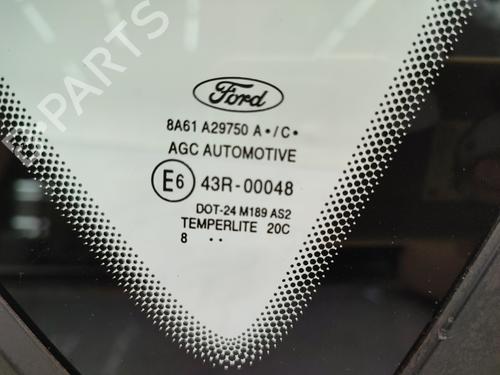 B-PARTS
Ford
8A61 A29750 A•/C•
AGC AUTOMOTIVE
E6 43R-00048
DOT-24 M189 AS2
TEMPERLITE 20C
8 ..